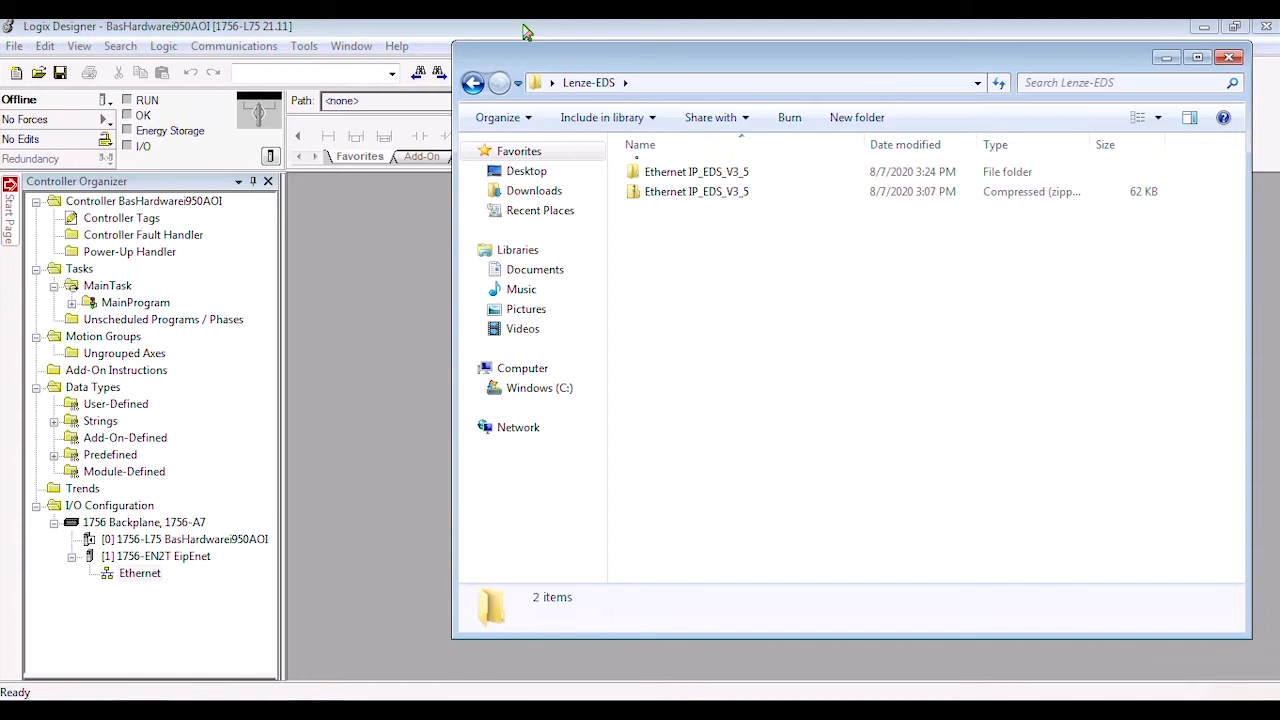 Logix Designer - BasHardwarei950AOI [1756-L75 21.11]
File Edit View Search Logic Communications Tools Window Help
Offline
RUN
No Forces
OK
No Edits
Energy Storage
Redundancy
I/O
Path: <none>
Favorites Add-On
Controller Organizer
Start Page
Controller BasHardwarei950AOI
Controller Tags
Controller Fault Handler
Power-Up Handler
Tasks
MainTask
MainProgram
Unscheduled Programs / Phases
Motion Groups
Ungrouped Axes
Add-On Instructions
Data Types
User-Defined
Strings
Add-On-Defined
Predefined
Module-Defined
Trends
I/O Configuration
1756 Backplane, 1756-A7
[0] 1756-L75 BasHardwarei950AOI
[1] 1756-EN2T EipEnet
Ethernet
Ready
Lenze-EDS
Search Lenze-EDS
Organize Include in library Share with Burn New folder
Favorites
Desktop
Downloads
Recent Places
Libraries
Documents
Music
Pictures
Videos
Computer
Windows (C:)
Network
Name Date modified Type Size
Ethernet IP_EDS_V3_5 8/7/2020 3:24 PM File folder
Ethernet IP_EDS_V3_5 8/7/2020 3:07 PM Compressed (zipp... 62 KB
2 items